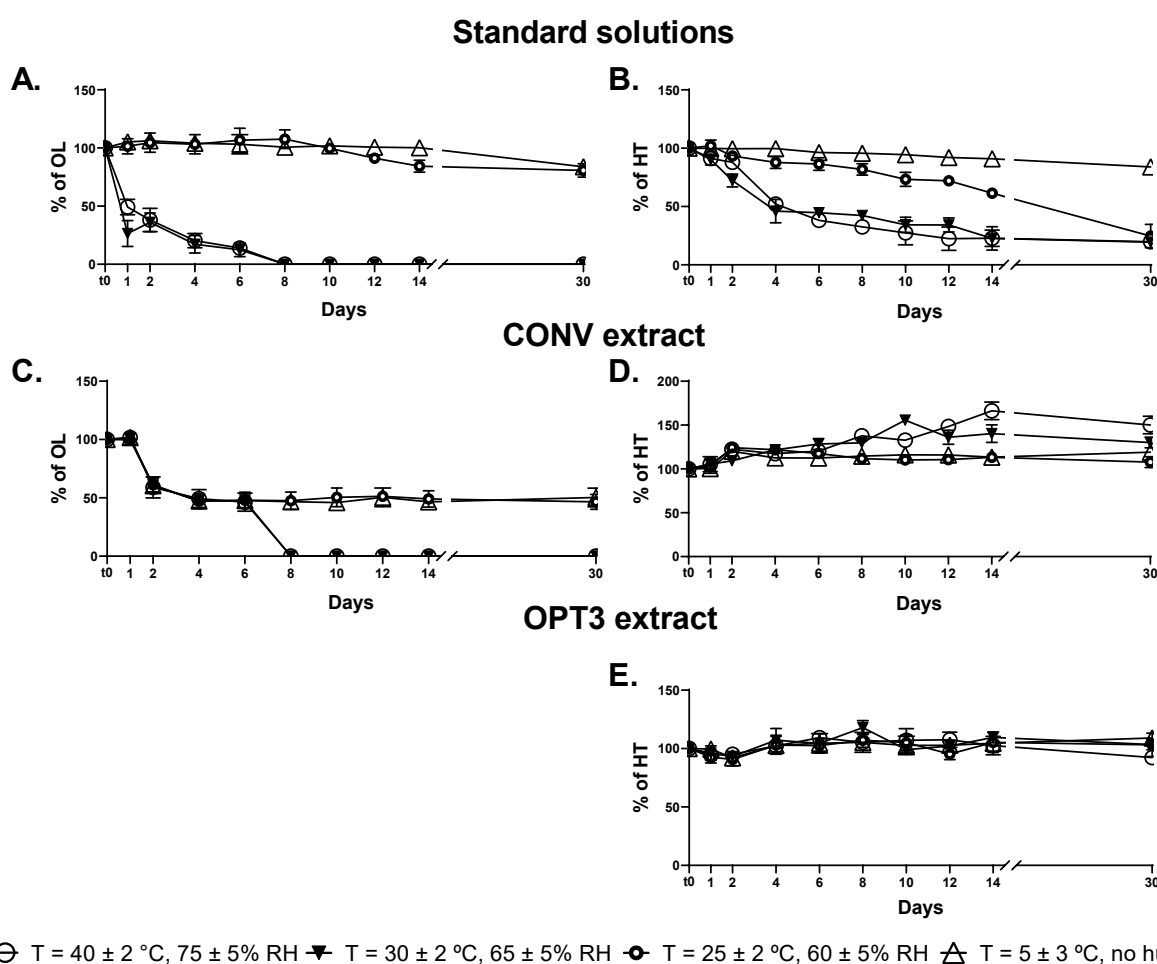 Standard solutions
A.
150
100
50
0
% of OL
t0 1 2 4 6 8 10 12 14 30
Days
B.
150
100
50
0
% of HT
t0 1 2 4 6 8 10 12 14 30
Days
CONV extract
C.
150
100
50
0
% of OL
t0 1 2 4 6 8 10 12 14 30
Days
D.
200
150
100
50
0
% of HT
t0 1 2 4 6 8 10 12 14 30
Days
OPT3 extract
E.
150
100
50
0
% of HT
t0 1 2 4 6 8 10 12 14 30
Days
T = 40 ± 2 °C, 75 ± 5% RH T = 30 ± 2 ºC, 65 ± 5% RH T = 25 ± 2 ºC, 60 ± 5% RH T = 5 ± 3 ºC, no